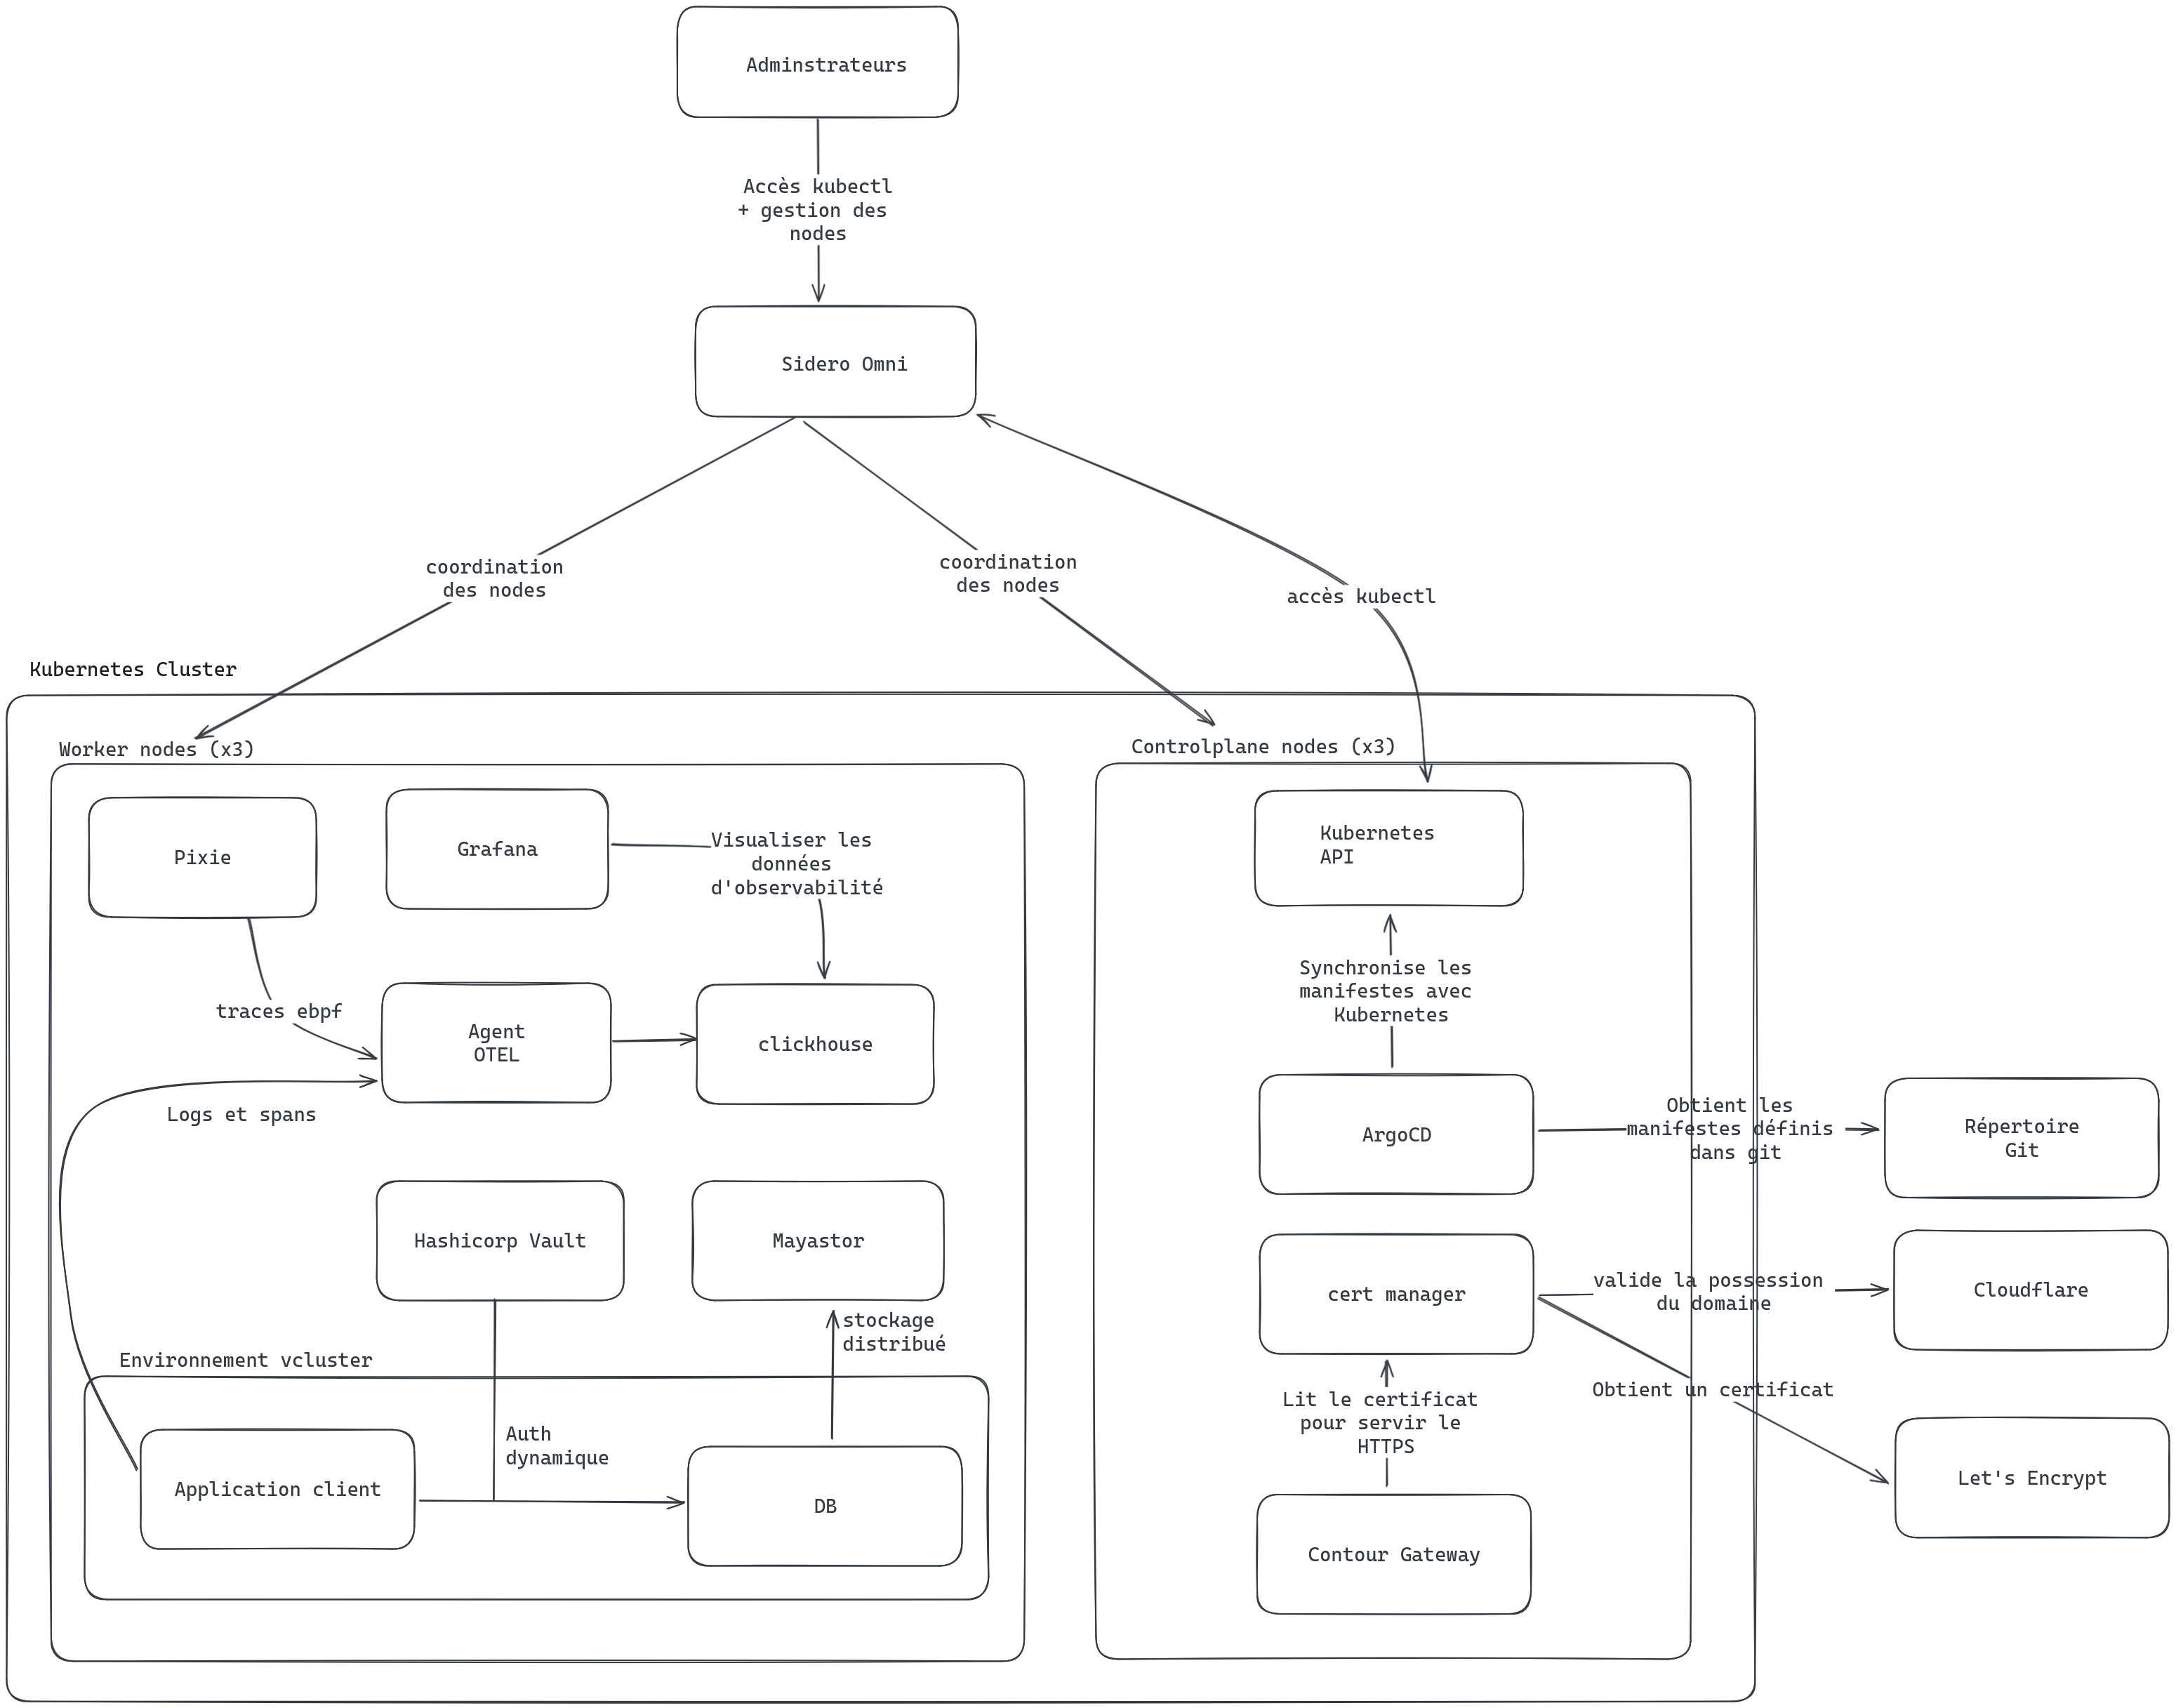 Adminstrateurs
Accès kubectl
+ gestion des
nodes
Sidero Omni
coordination
des nodes
coordination
des nodes
accès kubectl
Kubernetes Cluster
Worker nodes (x3)
Pixie
Grafana
Visualiser les
données
d'observabilité
traces ebpf
Agent
OTEL
clickhouse
Logs et spans
Hashicorp Vault
Mayastor
stockage
distribué
Environnement vcluster
Auth
dynamique
Application client
DB
Controlplane nodes (x3)
Kubernetes
API
Synchronise les
manifestes avec
Kubernetes
ArgoCD
Obtient les
manifestes définis
dans git
Répertoire
Git
cert manager
valide la possession
du domaine
Cloudflare
Obtient un certificat
Let's Encrypt
Lit le certificat
pour servir le
HTTPS
Contour Gateway